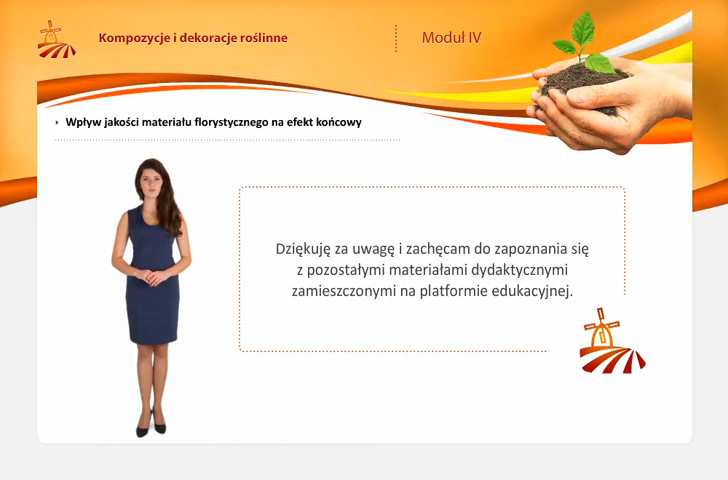 Kompozycje i dekoracje roślinne
Moduł IV
Wpływ jakości materiału florystycznego na efekt końcowy
Dziękuję za uwagę i zachęcam do zapoznania się
z pozostałymi materiałami dydaktycznymi
zamieszczonymi na platformie edukacyjnej.